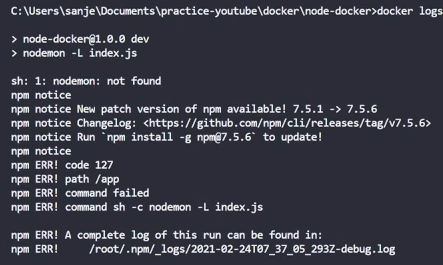 C:\Users\sanje\Documents\practice-youtube\docker\node-docker>docker logs
> node-docker@1.0.0 dev
> nodemon -L index.js
sh: 1: nodemon: not found
npm notice
npm notice New patch version of npm available! 7.5.1 -> 7.5.6
npm notice Changelog: <https://github.com/npm/cli/releases/tag/v7.5.6>
npm notice Run `npm install -g npm@7.5.6` to update!
npm notice
npm ERR! code 127
npm ERR! path /app
npm ERR! command failed
npm ERR! command sh -c nodemon -L index.js
npm ERR! A complete log of this run can be found in:
npm ERR!     /root/.npm/_logs/2021-02-24T07_37_05_293Z-debug.log